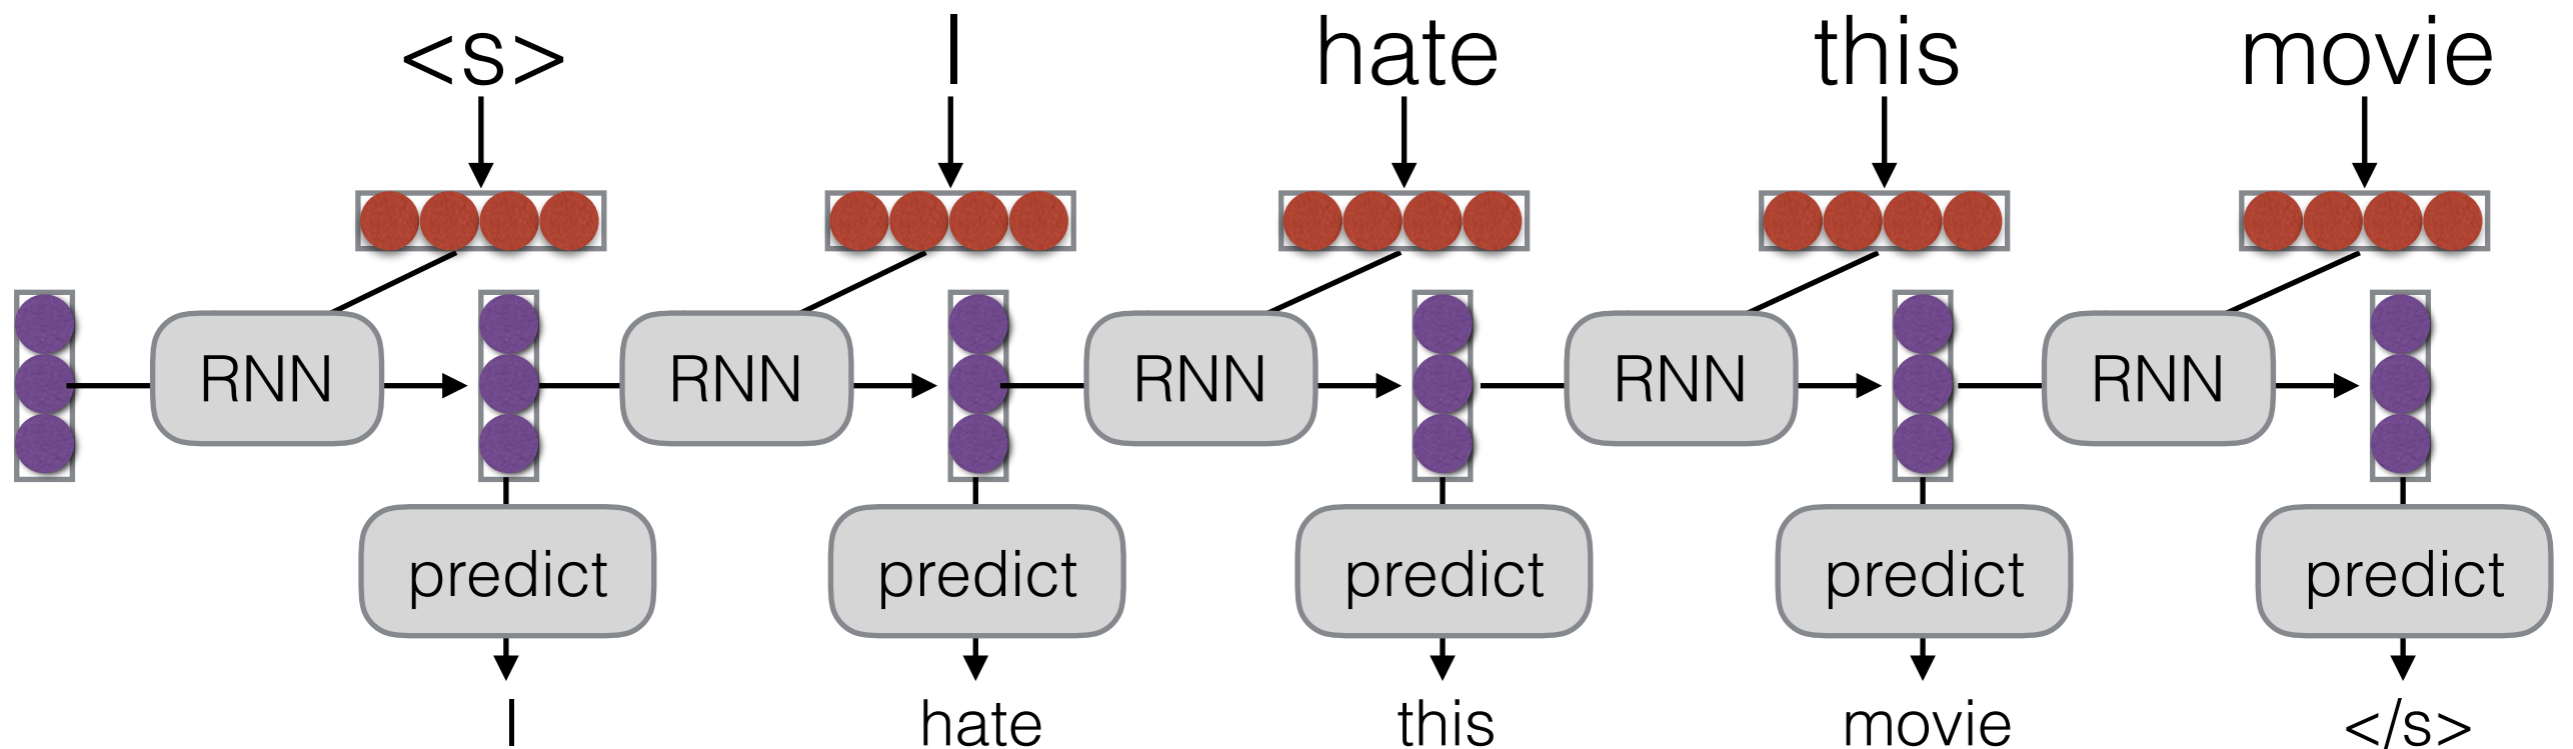 <s> I hate this movie
RNN RNN RNN RNN RNN
predict predict predict predict predict
I hate this movie </s>